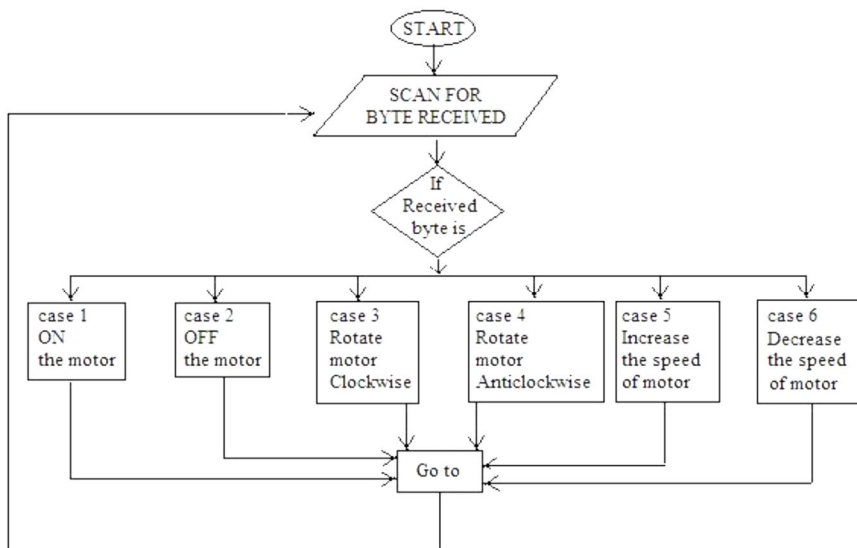 START
SCAN FOR
BYTE RECEIVED
If
Received
byte is
case 1
ON
the motor
case 2
OFF
the motor
case 3
Rotate
motor
Clockwise
case 4
Rotate
motor
Anticlockwise
case 5
Increase
the speed
of motor
case 6
Decrease
the speed
of motor
Go to